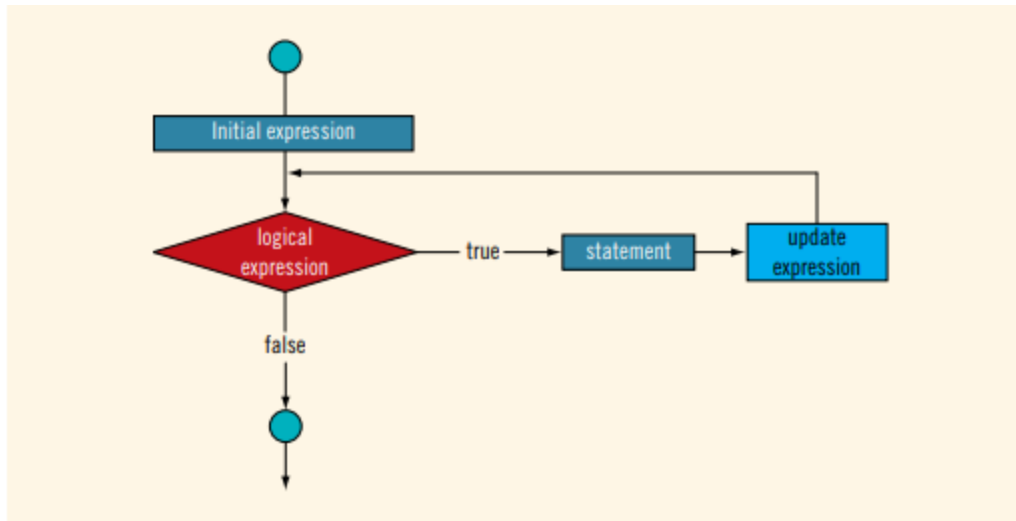 Initial expression
logical
expression
true
statement
update
expression
false